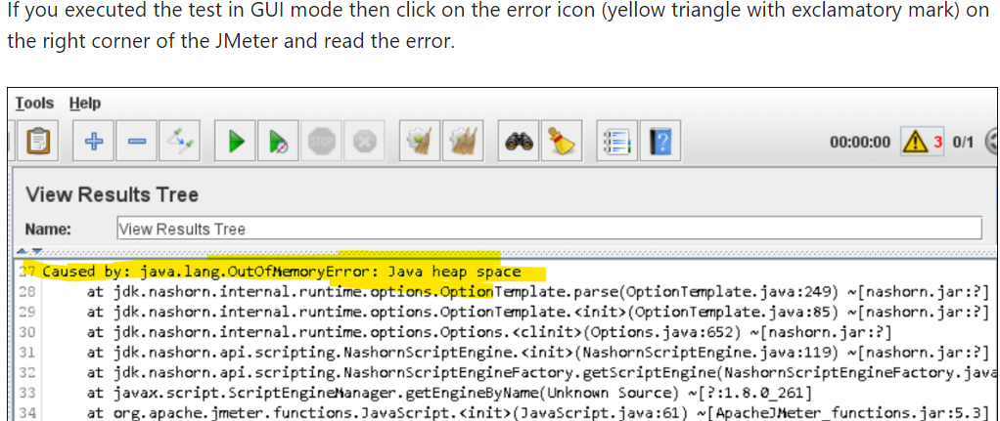 If you executed the test in GUI mode then click on the error icon (yellow triangle with exclamatory mark) on
the right corner of the JMeter and read the error.
Tools Help
STOP
00:00:00 3 0/1
View Results Tree
Name: View Results Tree
27 Caused by: java.lang.OutOfMemoryError: Java heap space
28 at jdk.nashorn.internal.runtime.options.OptionTemplate.parse(OptionTemplate.java:249) ~[nashorn.jar:?]
29 at jdk.nashorn.internal.runtime.options.OptionTemplate.<init>(OptionTemplate.java:85) ~[nashorn.jar:?]
30 at jdk.nashorn.internal.runtime.options.Options.<clinit>(Options.java:652) ~[nashorn.jar:?]
31 at jdk.nashorn.api.scripting.NashornScriptEngine.<init>(NashornScriptEngine.java:119) ~[nashorn.jar:?]
32 at jdk.nashorn.api.scripting.NashornScriptEngineFactory.getScriptEngine(NashornScriptEngineFactory.java
33 at javax.script.ScriptEngineManager.getEngineByName(Unknown Source) ~[?:1.8.0_261]
34 at org.apache.jmeter.functions.JavaScript.<init>(JavaScript.java:61) ~[ApacheJMeter_functions.jar:5.3]